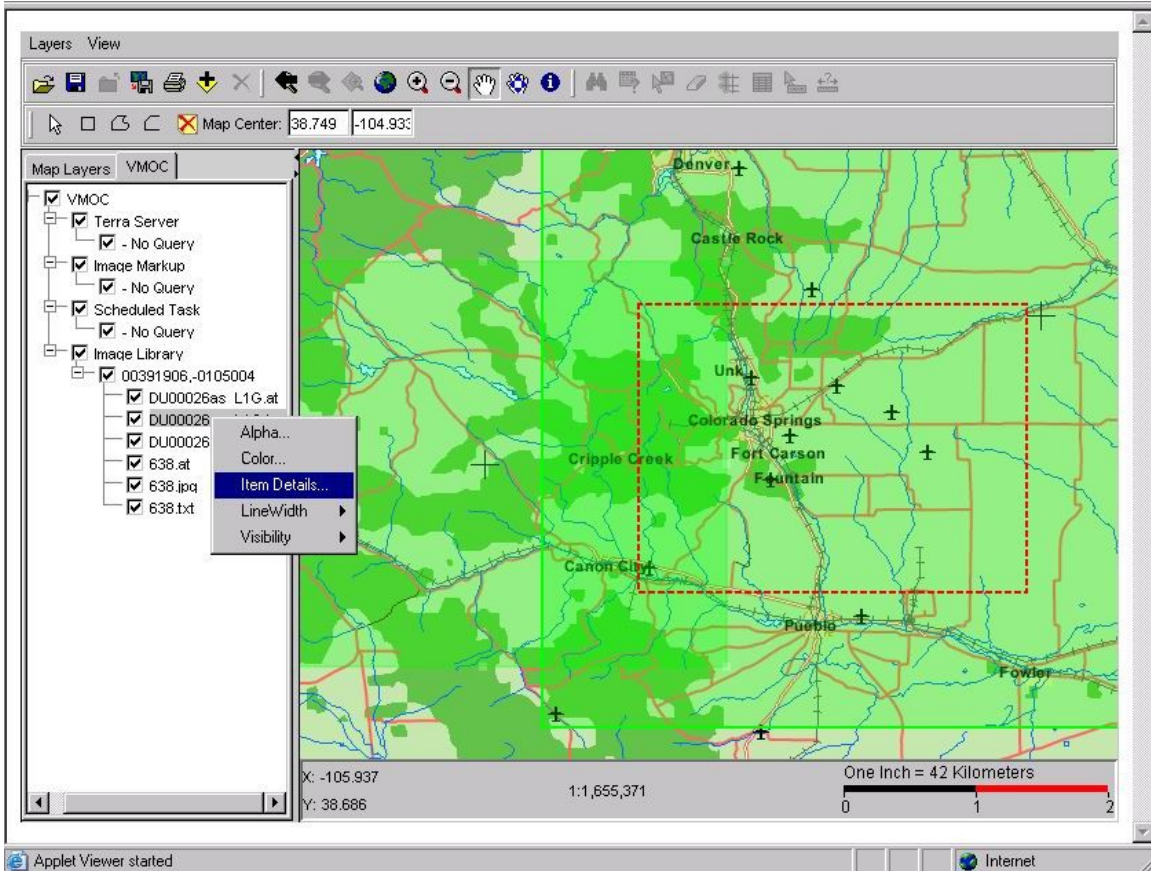 Layers View
Map Center: 38.749 -104.933
Map Layers VMOC
VMOC
Terra Server
- No Query
Image Markup
- No Query
Scheduled Task
- No Query
Image Library
00391906,-0105004
DU00026as L1G.at
DU00026
DU00026
638.at
638.jpg
638.txt
Alpha...
Color...
Item Details...
LineWidth
Visibility
Denver
Castle Rock
Unk
Colorado Springs
Cripple Creek
Fort Carson
Fountain
Canon City
Pueblo
Fowler
X: -105.937
Y: 38.686
1:1,655,371
One Inch = 42 Kilometers
0 1 2
Applet Viewer started
Internet